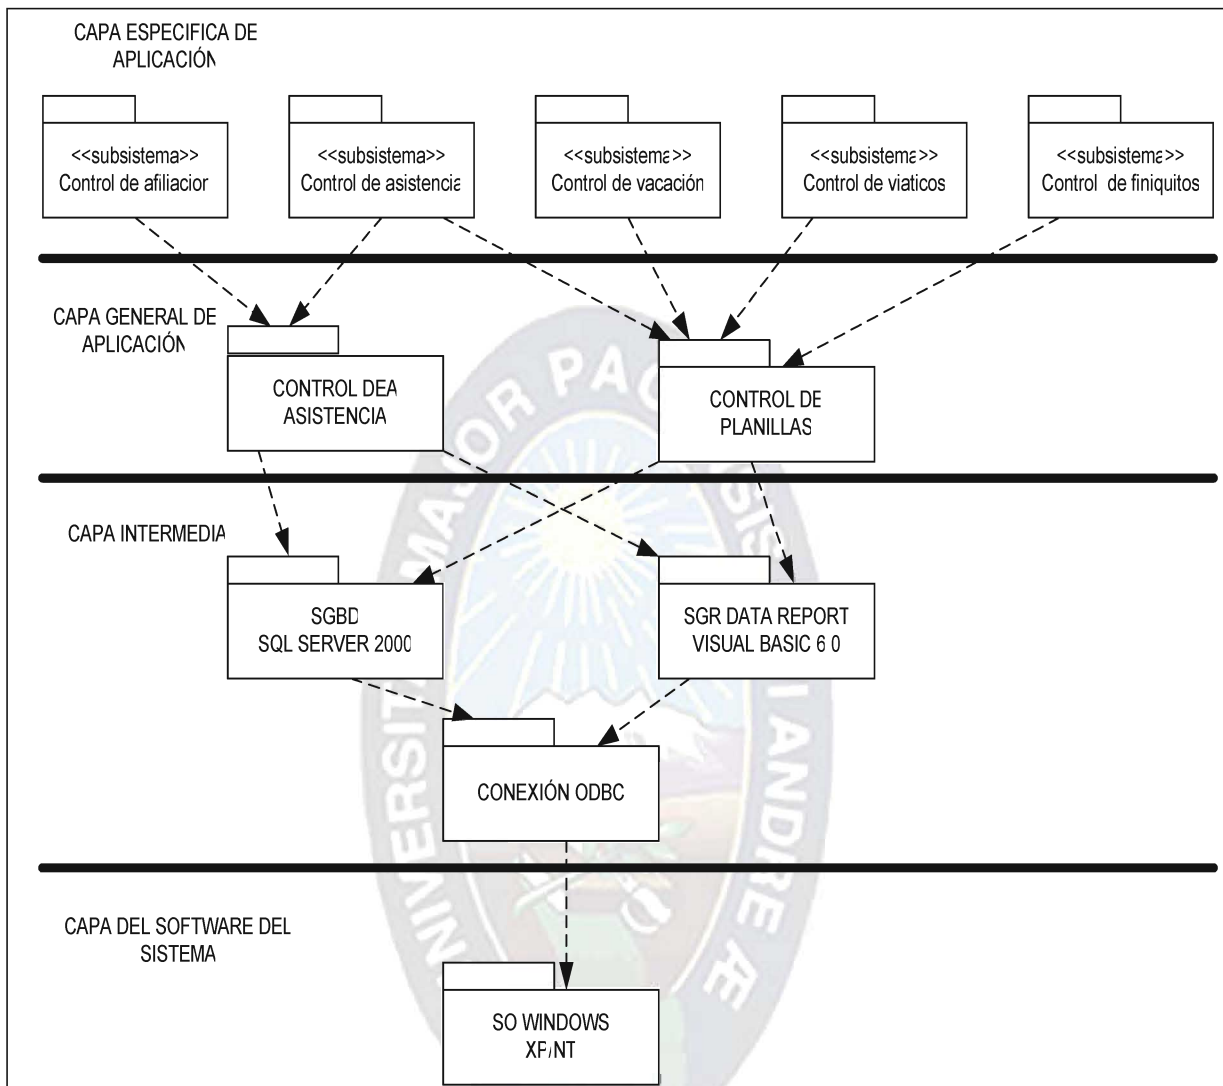 CAPA ESPECIFICA DE
APLICACIÓN
<<subsistema>>
Control de afiliacior
<<subsistema>>
Control de asistencia
<<subsistema>>
Control de vacación
<<subsistema>>
Control de viaticos
<<subsistema>>
Control de finiquitos
CAPA GENERAL DE
APLICACIÓN
CONTROL DEA
ASISTENCIA
CONTROL DE
PLANILLAS
CAPA INTERMEDIA
SGBD
SQL SERVER 2000
SGR DATA REPORT
VISUAL BASIC 6 0
CONEXIÓN ODBC
CAPA DEL SOFTWARE DEL
SISTEMA
SO WINDOWS
XP/NT